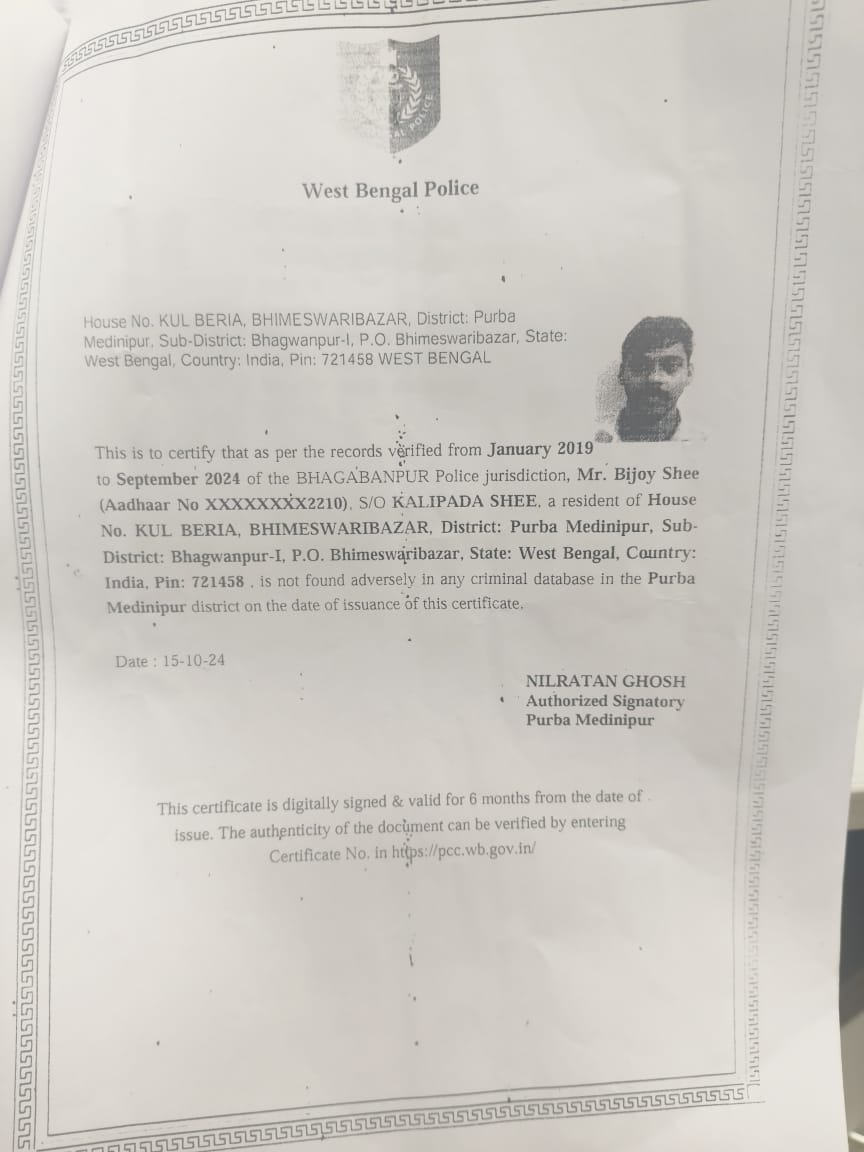 AL POLICE
West Bengal Police
House No. KUL BERIA, BHIMESWARIBAZAR, District: Purba
Medinipur, Sub-District: Bhagwanpur-I, P.O. Bhimeswaribazar, State:
West Bengal, Country: India, Pin: 721458 WEST BENGAL
This is to certify that as per the records verified from January 2019
to September 2024 of the BHAGABANPUR Police jurisdiction, Mr. Bijoy Shee
(Aadhaar No XXXXXXXX2210), S/O KALIPADA SHEE, a resident of House
No. KUL BERIA, BHIMESWARIBAZAR, District: Purba Medinipur, Sub-
District: Bhagwanpur-I, P.O. Bhimeswaribazar, State: West Bengal, Country:
India, Pin: 721458 , is not found adversely in any criminal database in the Purba
Medinipur district on the date of issuance of this certificate.
Date : 15-10-24
NILRATAN GHOSH
Authorized Signatory
Purba Medinipur
This certificate is digitally signed & valid for 6 months from the date of
issue. The authenticity of the document can be verified by entering
Certificate No. in https://pcc.wb.gov.in/